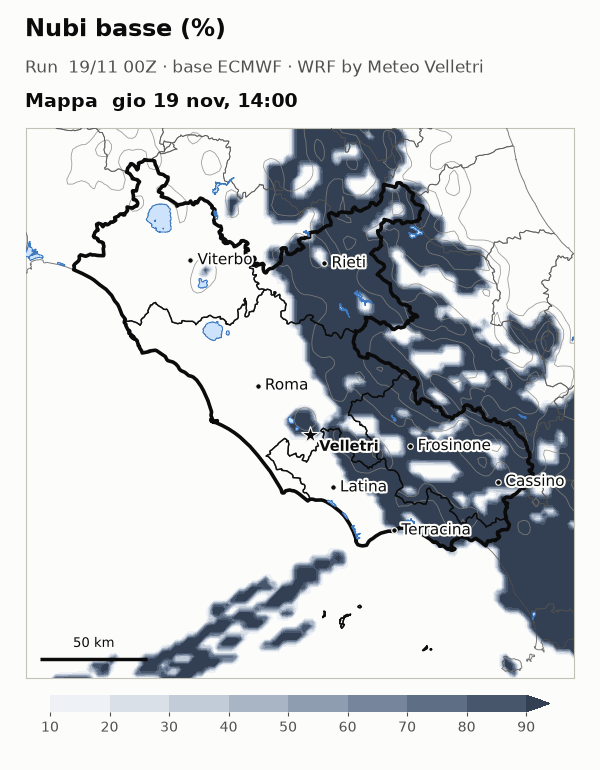 Nubi basse (%)
Run 19/11 00Z · base ECMWF · WRF by Meteo Velletri
Mappa gio 19 nov, 14:00
Viterbo
Rieti
Roma
Velletri
Frosinone
Cassino
Latina
Terracina
50 km
10 20 30 40 50 60 70 80 90